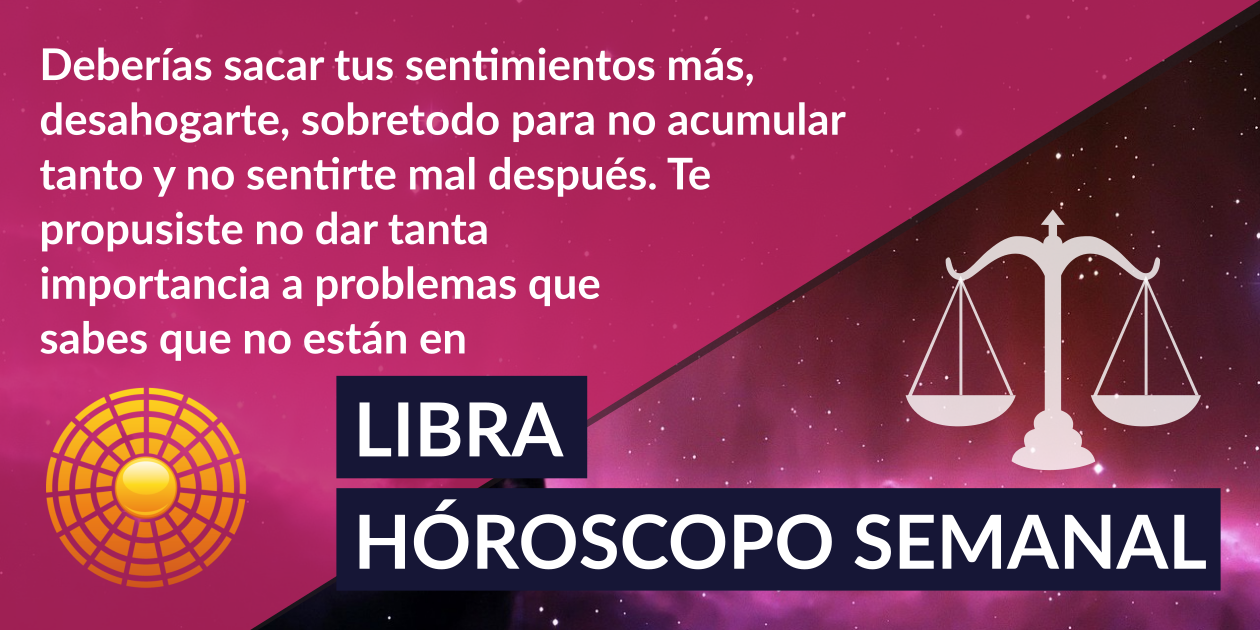 Deberías sacar tus sentimientos más,
desahogarte, sobretodo para no acumular
tanto y no sentirte mal después. Te
propusiste no dar tanta
importancia a problemas que
sabes que no están en
LIBRA
HÓROSCOPO SEMANAL